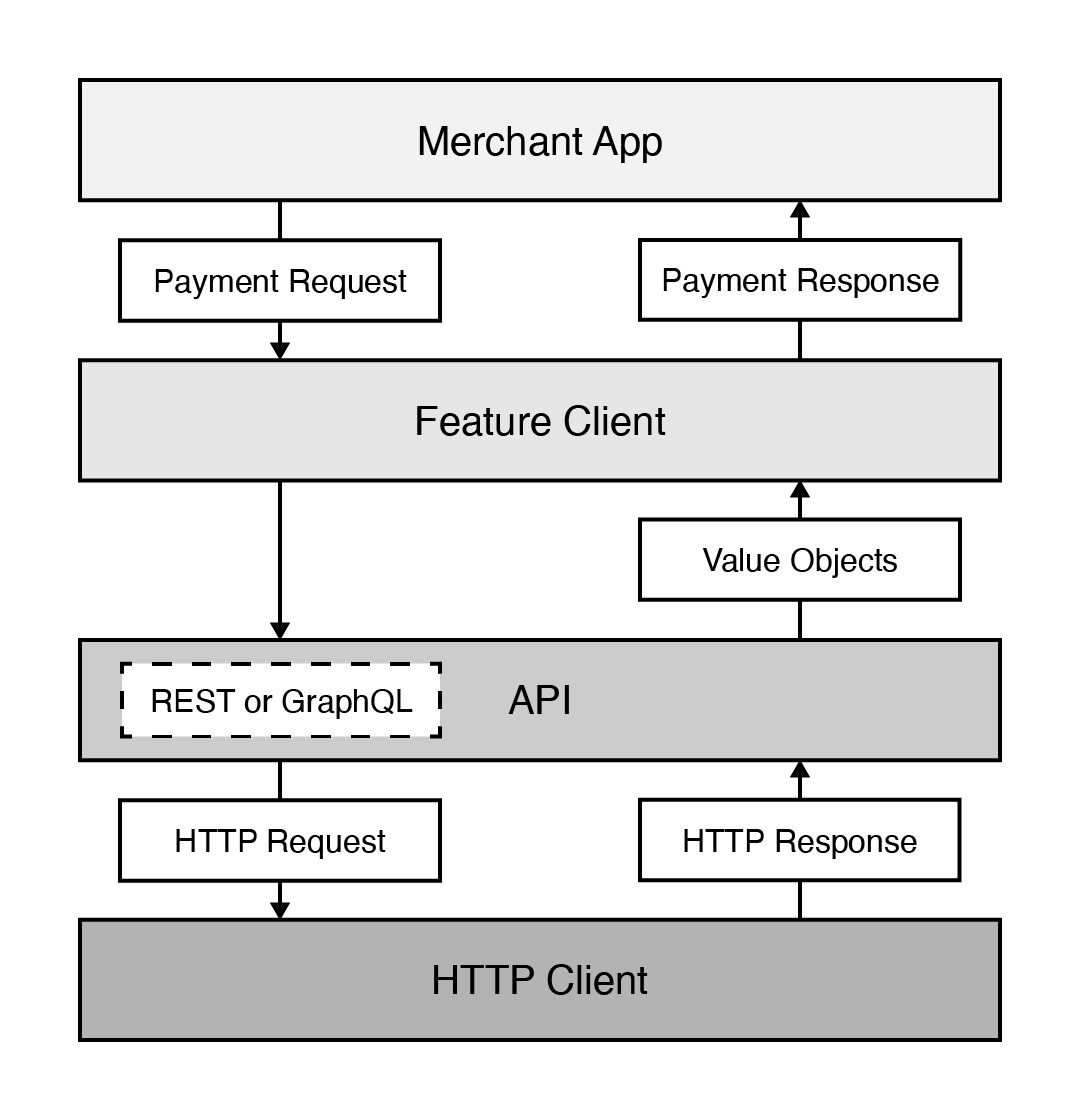 Merchant App
Payment Request
Payment Response
Feature Client
Value Objects
REST or GraphQL
API
HTTP Request
HTTP Response
HTTP Client